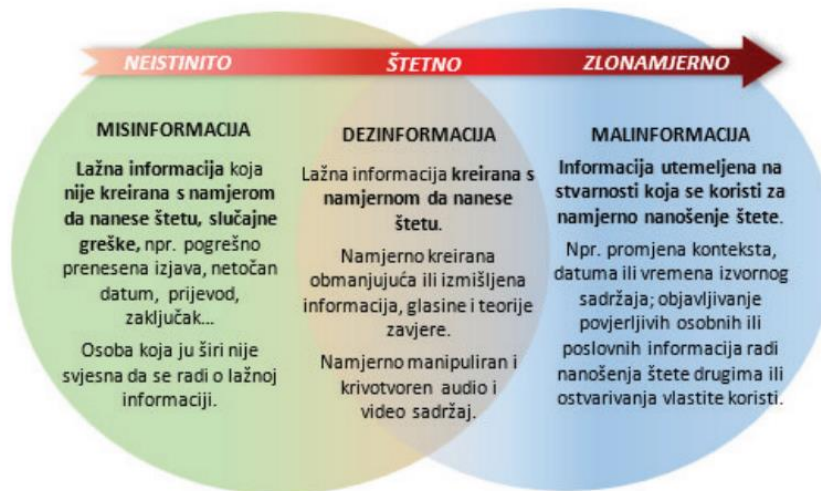 NEISTINITO ŠTETNO ZLONAMJERNO
MISINFORMACIJA
Lažna informacija koja
nije kreirana s namjerom
da nanese štetu, slučajne
greške, npr. pogrešno
prenesena izjava, netočan
datum, prijevod,
zaključak...
Osoba koja ju širi nije
svjesna da se radi o lažnoj
informaciji.
DEZINFORMACIJA
Lažna informacija kreirana s
namjernom da nanese
štetu.
Namjerno kreirana
obmanjujuća ili izmišljena
informacija, glasine i teorije
zavjere.
Namjerno manipuliran i
krivotvoren audio i
video sadržaj.
MALINFORMACIJA
Informacija utemeljena na
stvarnosti koja se koristi za
namjerno nanošenje štete.
Npr. promjena konteksta,
datuma ili vremena izvornog
sadržaja; objavljivanje
povjerljivih osobnih ili
poslovnih informacija radi
nanošenja štete drugima ili
ostvarivanja vlastite koristi.